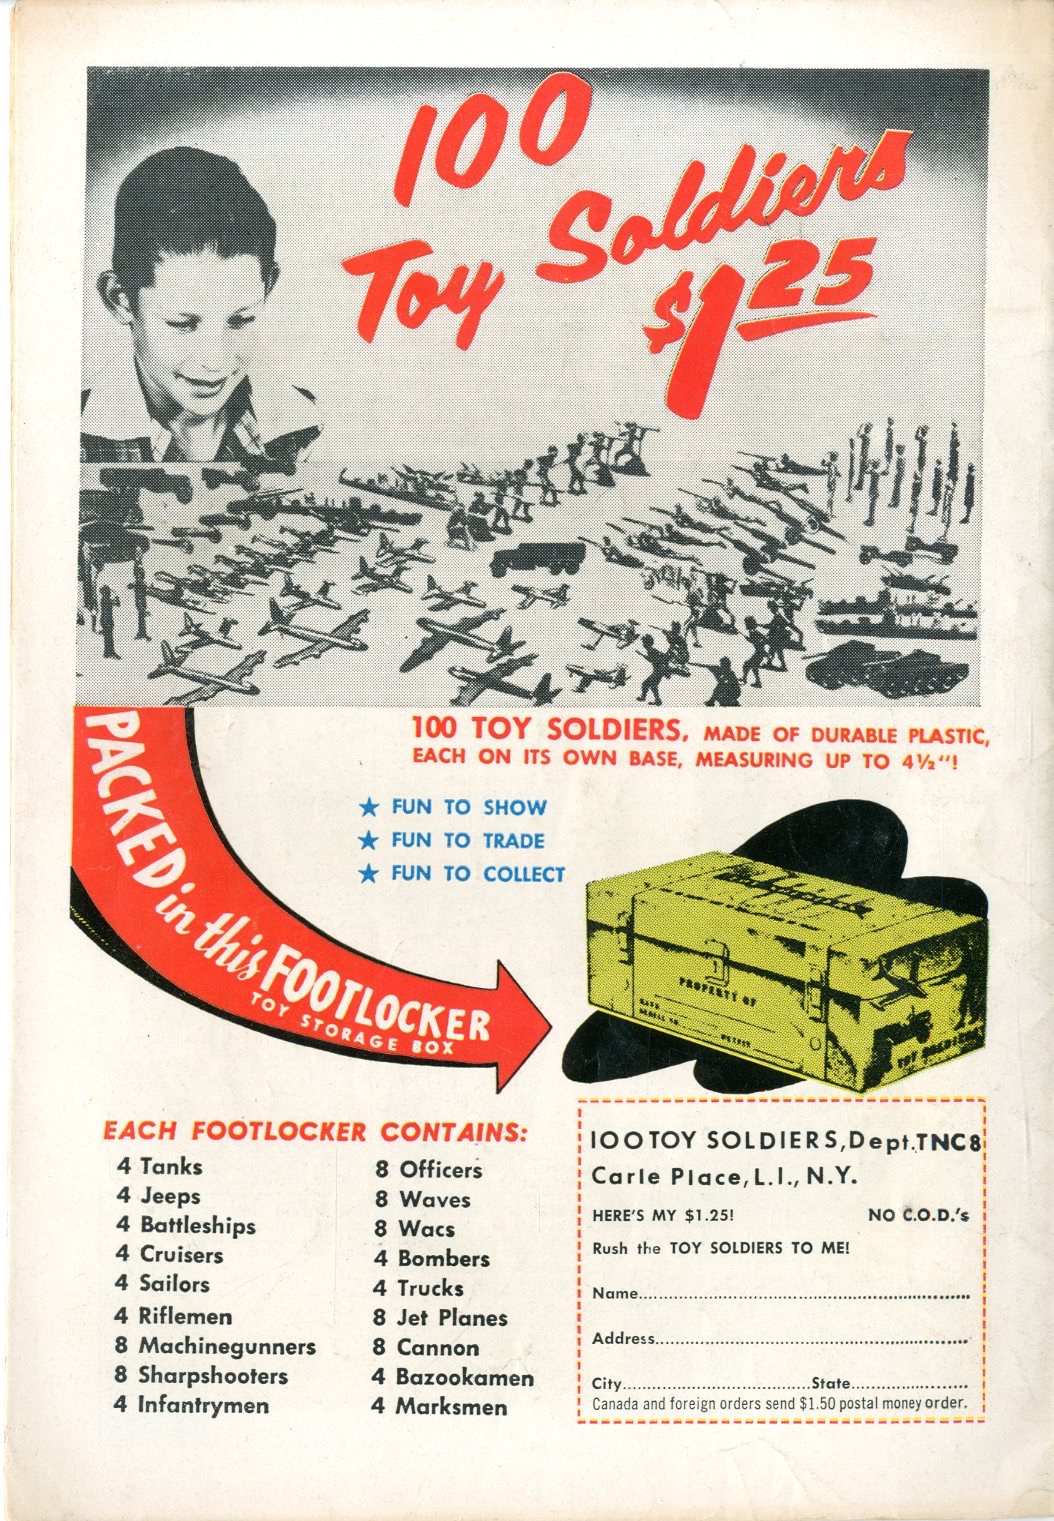 100
Toy Soldiers
$1.25
100 TOY SOLDIERS, MADE OF DURABLE PLASTIC,
EACH ON ITS OWN BASE, MEASURING UP TO 4½"!
★ FUN TO SHOW
★ FUN TO TRADE
★ FUN TO COLLECT
PACKED in this FOOTLOCKER
TOY STORAGE BOX
PROPERTY OF
TOY SOLDIERS
EACH FOOTLOCKER CONTAINS:
4 Tanks
4 Jeeps
4 Battleships
4 Cruisers
4 Sailors
4 Riflemen
8 Machinegunners
8 Sharpshooters
4 Infantrymen
8 Officers
8 Waves
8 Wacs
4 Bombers
4 Trucks
8 Jet Planes
8 Cannon
4 Bazookamen
4 Marksmen
100 TOY SOLDIERS, Dept. TNC8
Carle Place, L.I., N.Y.
HERE'S MY $1.25! NO C.O.D.'s
Rush the TOY SOLDIERS TO ME!
Name
Address
City State
Canada and foreign orders send $1.50 postal money order.